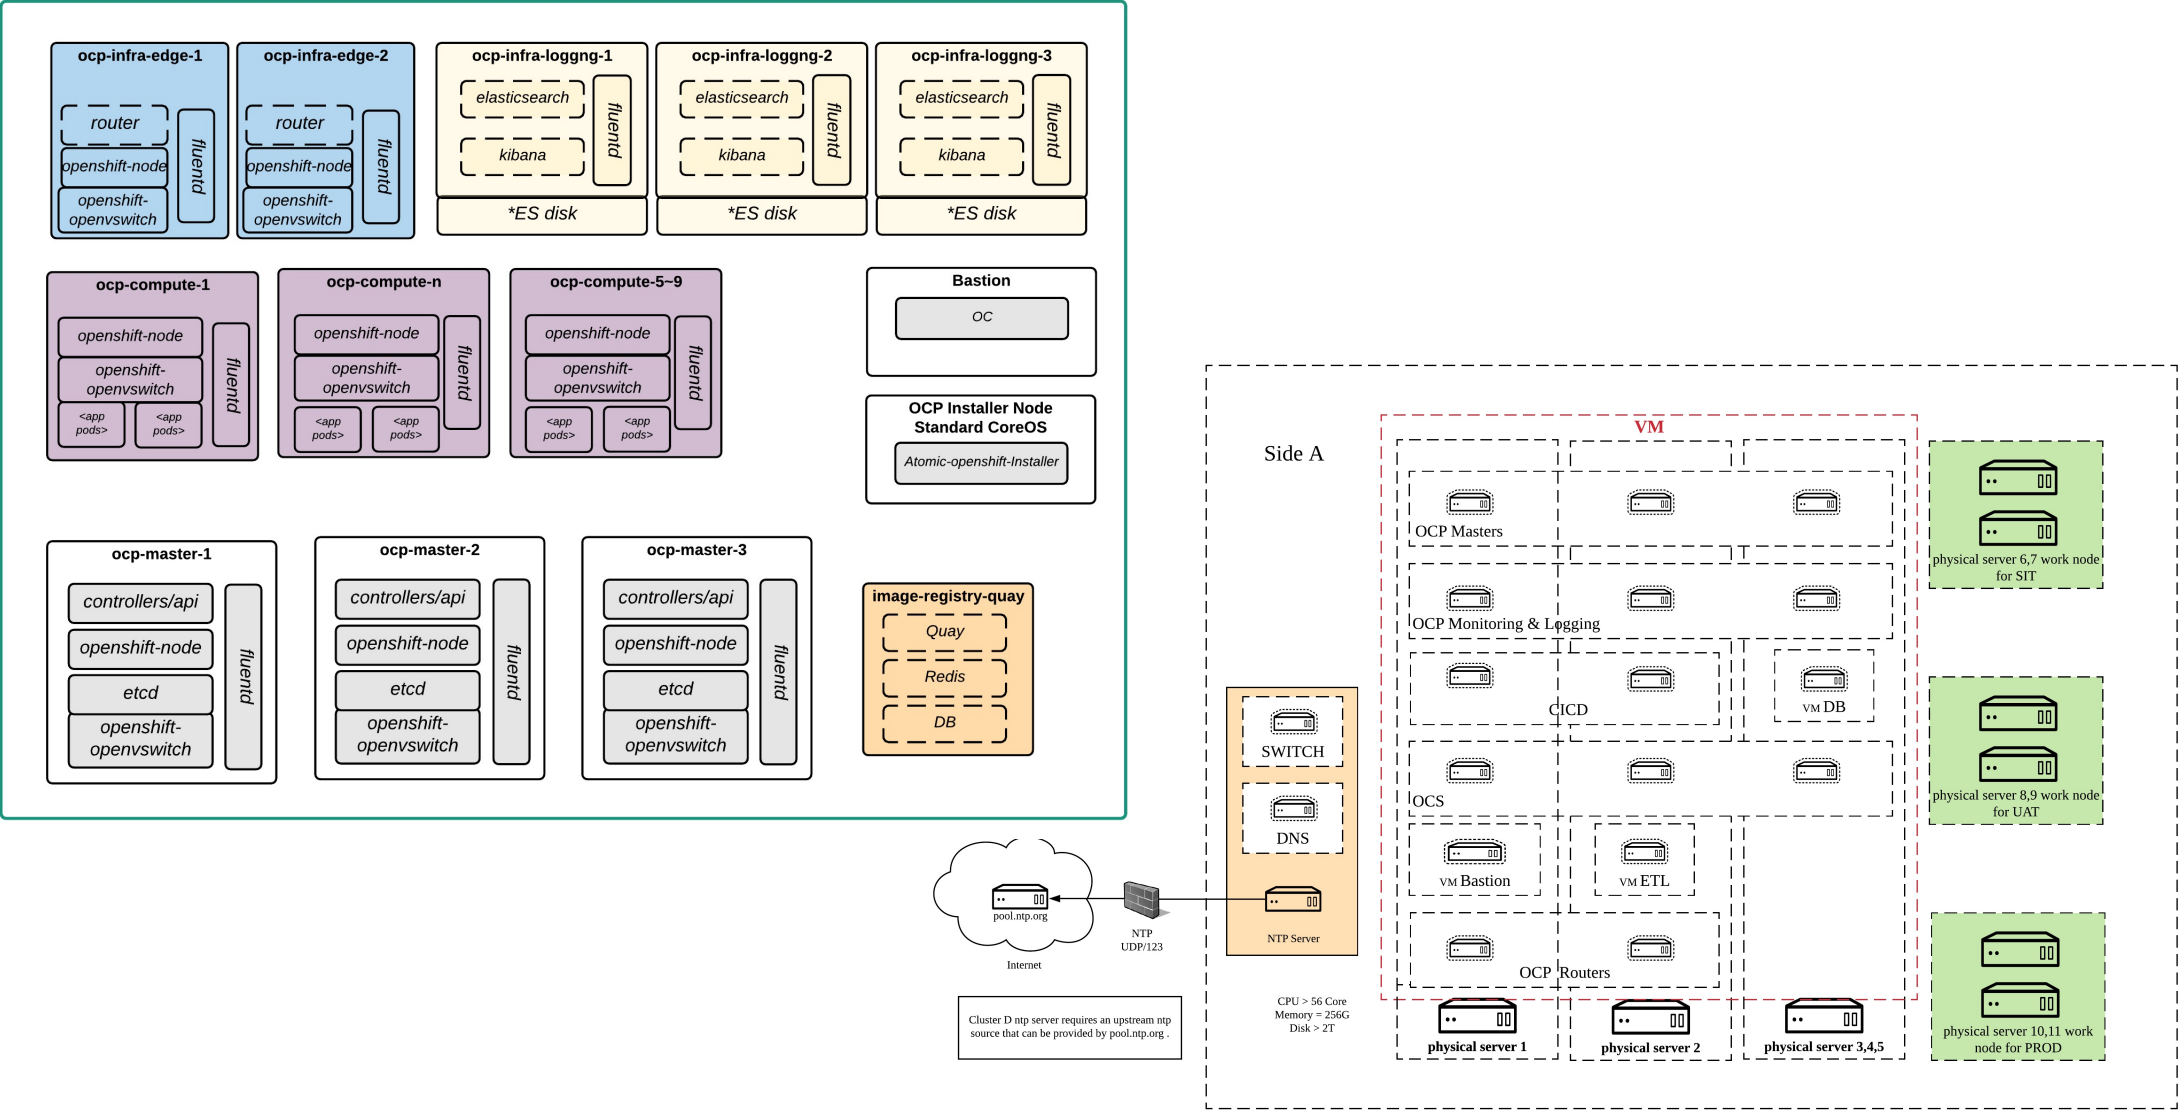 ocp-infra-edge-1
router
openshift-node
openshift-
openvswitch
fluentd
ocp-infra-edge-2
router
openshift-node
openshift-
openvswitch
fluentd
ocp-infra-loggng-1
elasticsearch
kibana
fluentd
*ES disk
ocp-infra-loggng-2
elasticsearch
kibana
fluentd
*ES disk
ocp-infra-loggng-3
elasticsearch
kibana
fluentd
*ES disk
ocp-compute-1
openshift-node
openshift-
openvswitch
<app
pods>
<app
pods>
fluentd
ocp-compute-n
openshift-node
openshift-
openvswitch
<app
pods>
<app
pods>
fluentd
ocp-compute-5~9
openshift-node
openshift-
openvswitch
<app
pods>
<app
pods>
fluentd
Bastion
OC
OCP Installer Node
Standard CoreOS
Atomic-openshift-Installer
ocp-master-1
controllers/api
openshift-node
etcd
openshift-
openvswitch
fluentd
ocp-master-2
controllers/api
openshift-node
etcd
openshift-
openvswitch
fluentd
ocp-master-3
controllers/api
openshift-node
etcd
openshift-
openvswitch
fluentd
image-registry-quay
Quay
Redis
DB
Side A
VM
OCP Masters
OCP Monitoring & Logging
CICD
VM DB
OCS
VM Bastion
VM ETL
OCP Routers
physical server 1
physical server 2
physical server 3,4,5
physical server 6,7 work node
for SIT
physical server 8,9 work node
for UAT
physical server 10,11 work
node for PROD
SWITCH
DNS
NTP Server
CPU > 56 Core
Memory = 256G
Disk > 2T
pool.ntp.org
Internet
NTP
UDP/123
Cluster D ntp server requires an upstream ntp
source that can be provided by pool.ntp.org .